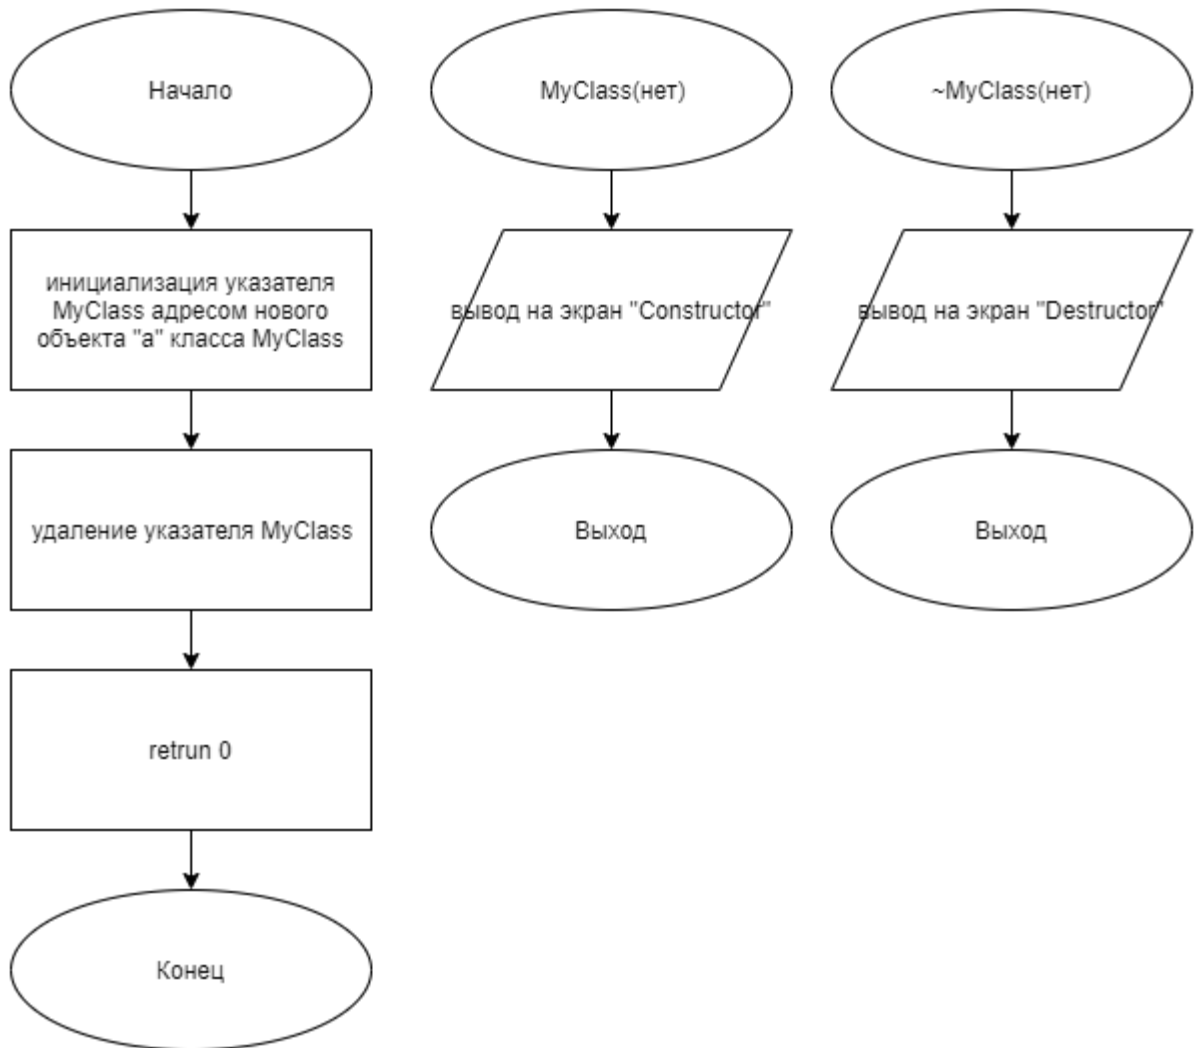 Начало
инициализация указателя
MyClass адресом нового
объекта "a" класса MyClass
удаление указателя MyClass
retrun 0
Конец
MyClass(нет)
вывод на экран "Constructor"
Выход
~MyClass(нет)
вывод на экран "Destructor"
Выход